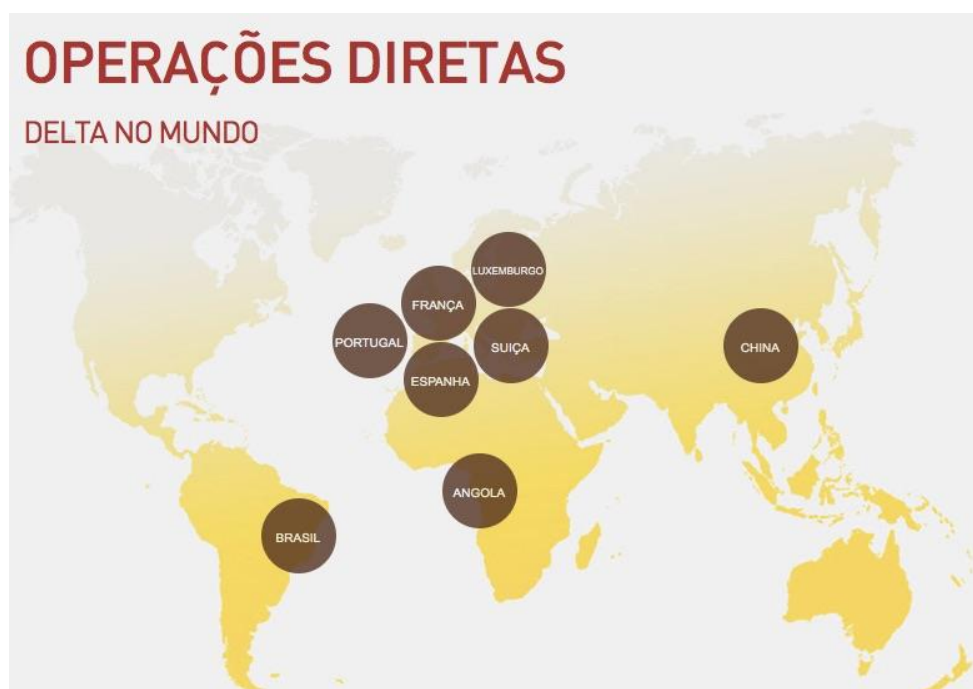 OPERAÇÕES DIRETAS
DELTA NO MUNDO
LUXEMBURGO
FRANÇA
PORTUGAL
SUIÇA
CHINA
ESPANHA
ANGOLA
BRASIL